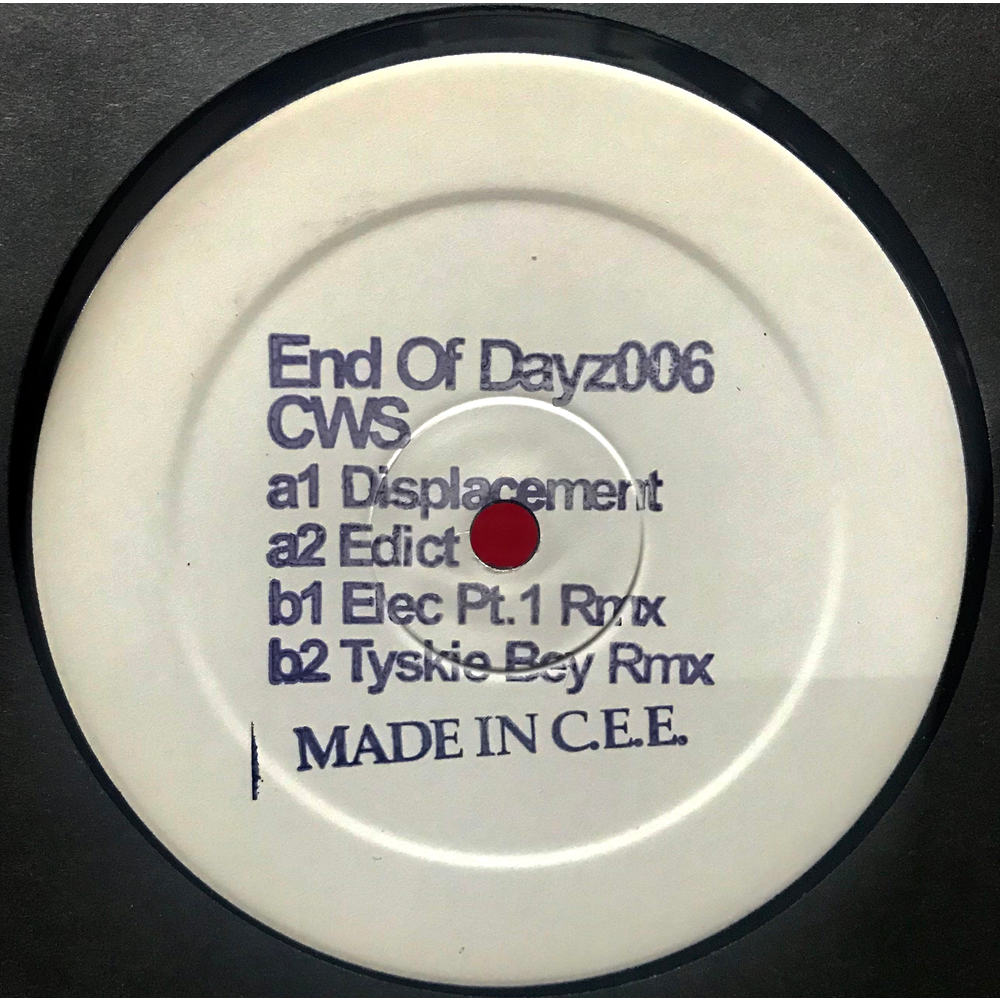 End Of Dayz006
CWS
a1 Displacement
a2 Edict
b1 Elec Pt.1 Rmx
b2 Tyskie Bey Rmx
MADE IN C.E.E.